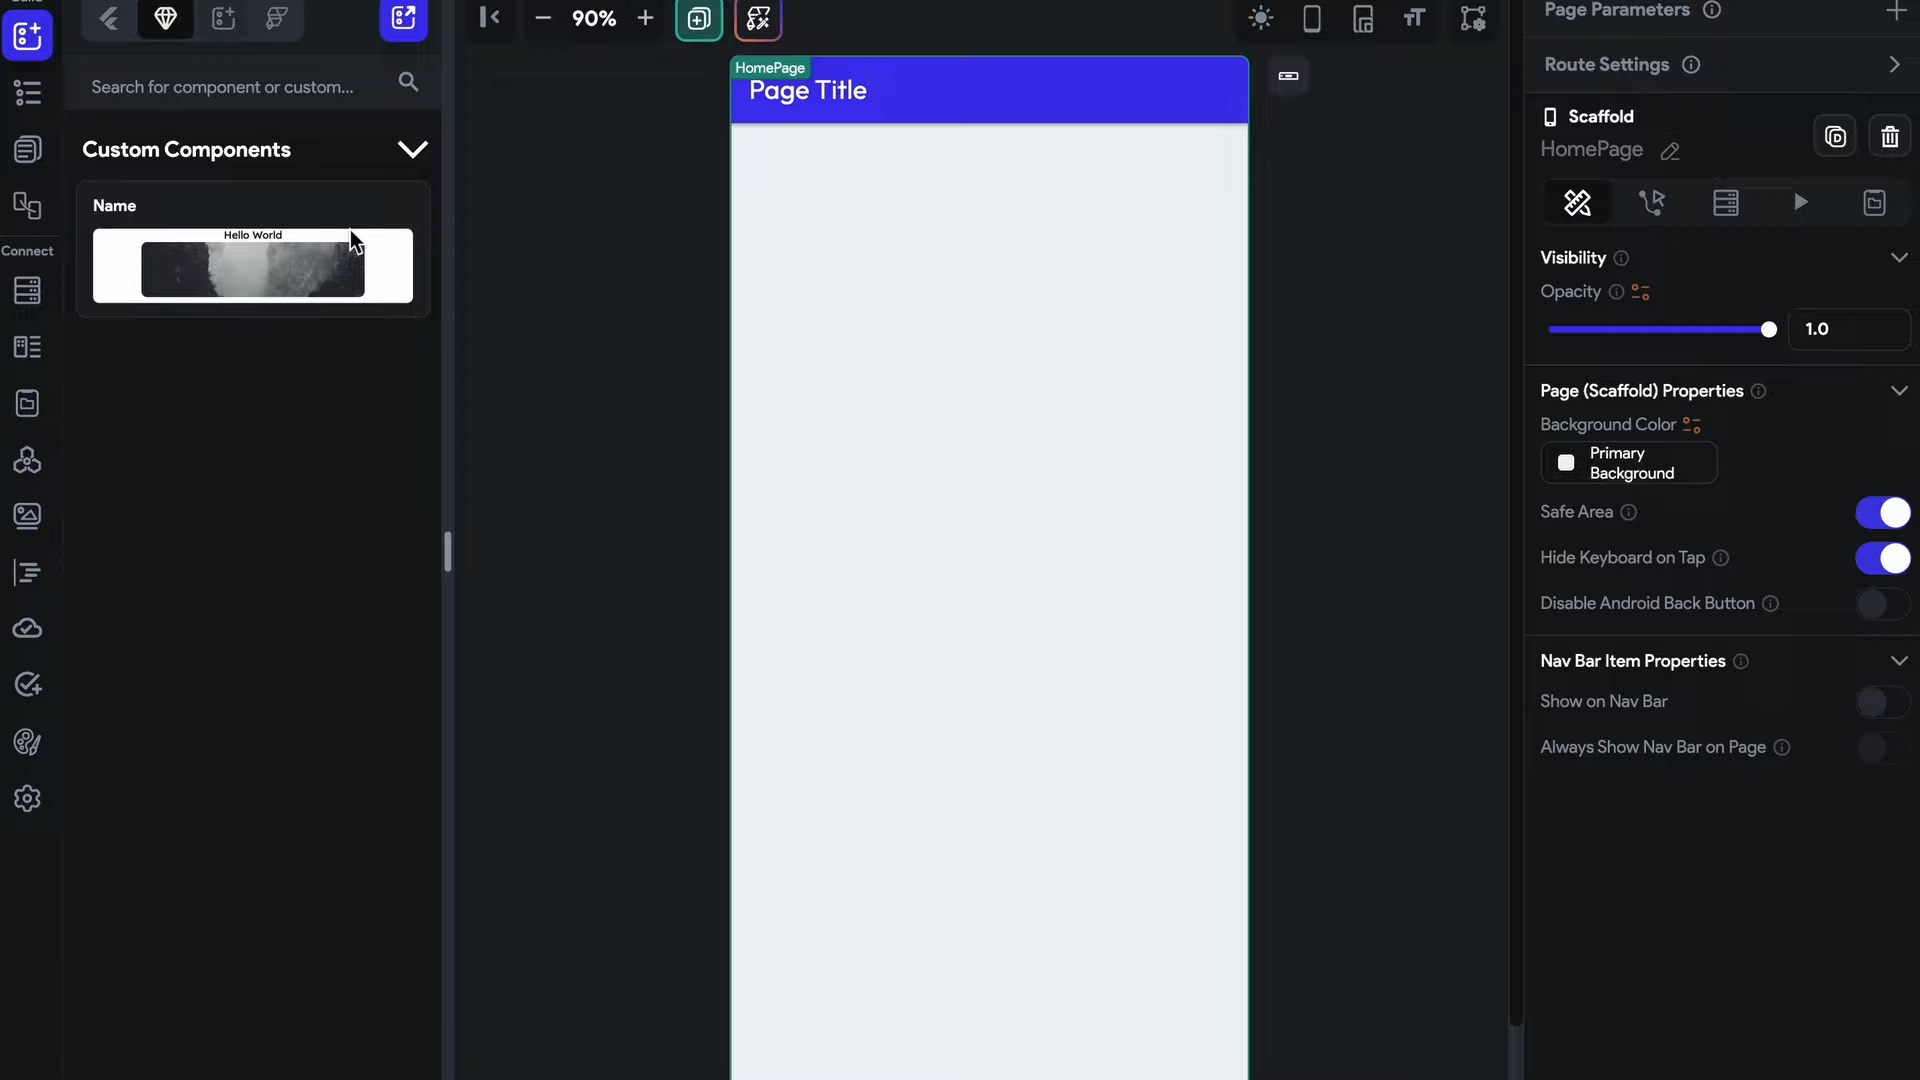 90%
Page Parameters
Search for component or custom...
HomePage
Page Title
Route Settings
Custom Components
Scaffold
HomePage
Name
Hello World
Connect
Visibility
Opacity
1.0
Page (Scaffold) Properties
Background Color
Primary
Background
Safe Area
Hide Keyboard on Tap
Disable Android Back Button
Nav Bar Item Properties
Show on Nav Bar
Always Show Nav Bar on Page